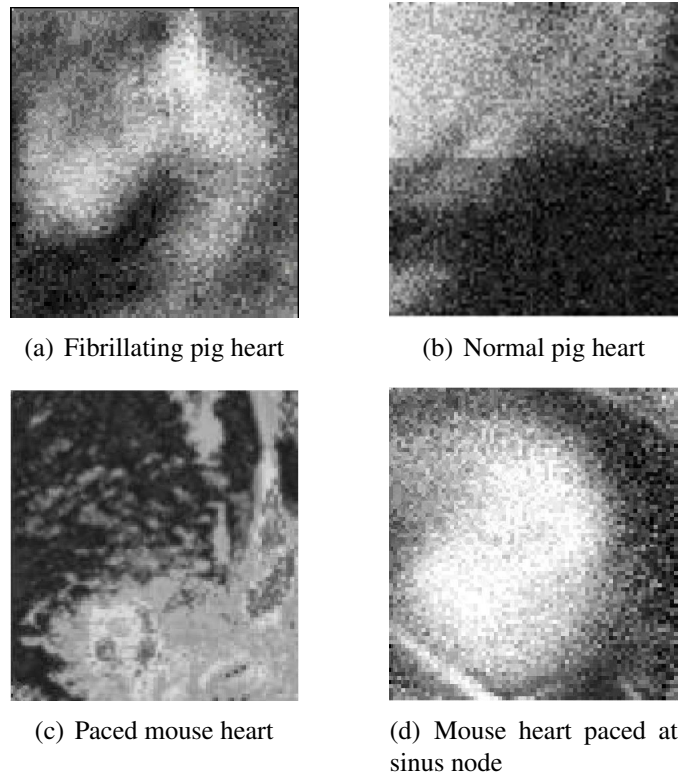 (a) Fibrillating pig heart
(b) Normal pig heart
(c) Paced mouse heart
(d) Mouse heart paced at
sinus node